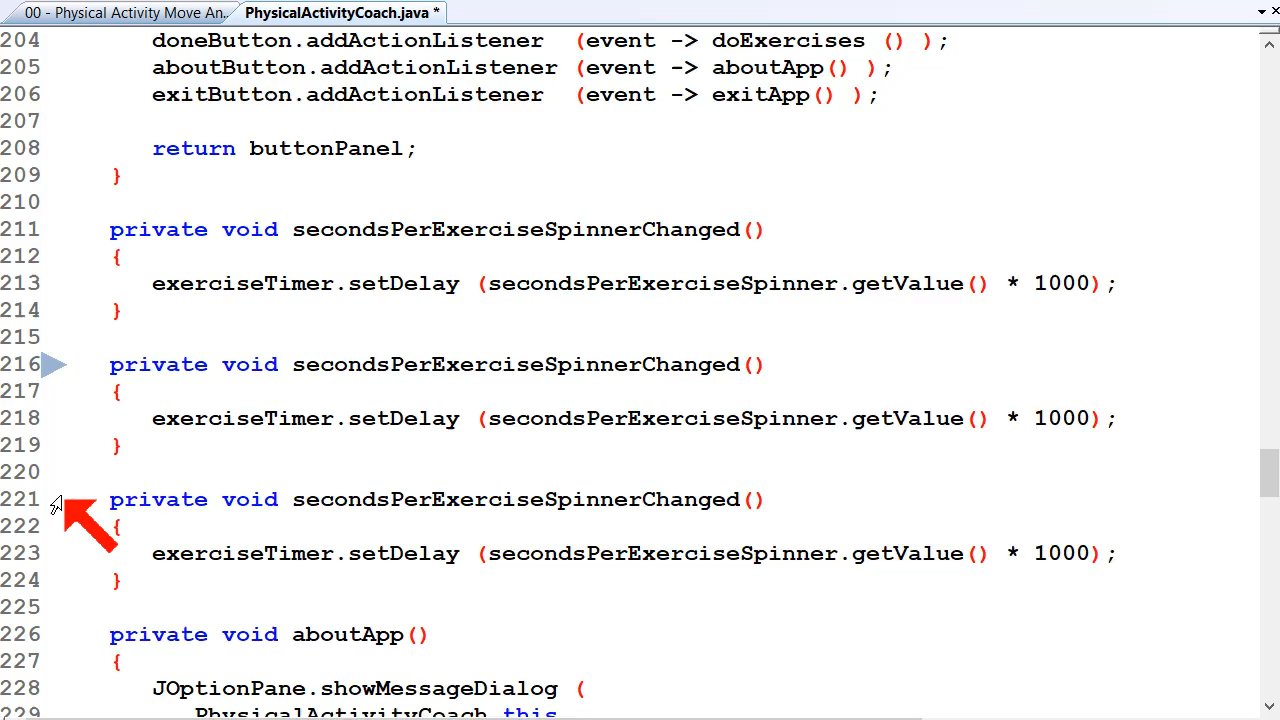 00 - Physical Activity Move An.. PhysicalActivityCoach.java *
204 doneButton.addActionListener (event -> doExercises () );
205 aboutButton.addActionListener (event -> aboutApp() );
206 exitButton.addActionListener (event -> exitApp() );
207
208 return buttonPanel;
209 }
210
211 private void secondsPerExerciseSpinnerChanged()
212 {
213 exerciseTimer.setDelay (secondsPerExerciseSpinner.getValue() * 1000);
214 }
215
216 private void secondsPerExerciseSpinnerChanged()
217 {
218 exerciseTimer.setDelay (secondsPerExerciseSpinner.getValue() * 1000);
219 }
220
221 private void secondsPerExerciseSpinnerChanged()
222 {
223 exerciseTimer.setDelay (secondsPerExerciseSpinner.getValue() * 1000);
224 }
225
226 private void aboutApp()
227 {
228 JOptionPane.showMessageDialog (
229 PhysicalActivityCoach.this